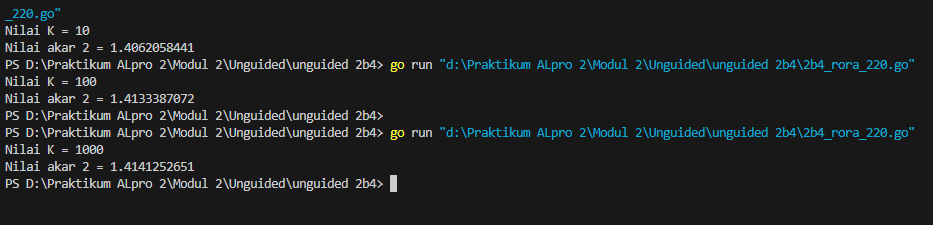 _220.go"
Nilai K = 10
Nilai akar 2 = 1.4062058441
PS D:\Praktikum ALpro 2\Modul 2\Unguided\unguided 2b4> go run "d:\Praktikum ALpro 2\Modul 2\Unguided\unguided 2b4\2b4_rora_220.go"
Nilai K = 100
Nilai akar 2 = 1.4133387072
PS D:\Praktikum ALpro 2\Modul 2\Unguided\unguided 2b4>
PS D:\Praktikum ALpro 2\Modul 2\Unguided\unguided 2b4> go run "d:\Praktikum ALpro 2\Modul 2\Unguided\unguided 2b4\2b4_rora_220.go"
Nilai K = 1000
Nilai akar 2 = 1.4141252651
PS D:\Praktikum ALpro 2\Modul 2\Unguided\unguided 2b4>